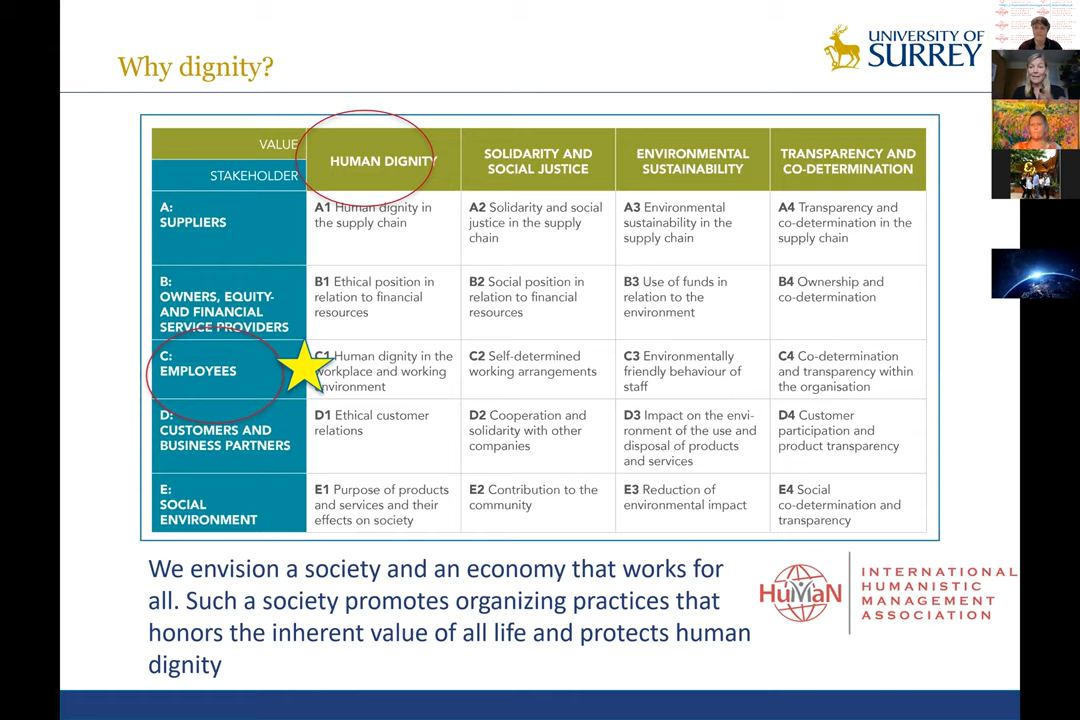 Why dignity?
UNIVERSITY OF
SURREY
VALUE
STAKEHOLDER
HUMAN DIGNITY
SOLIDARITY AND
SOCIAL JUSTICE
ENVIRONMENTAL
SUSTAINABILITY
TRANSPARENCY AND
CO-DETERMINATION
A:
SUPPLIERS
A1 Human dignity in
the supply chain
A2 Solidarity and social
justice in the supply
chain
A3 Environmental
sustainability in the
supply chain
A4 Transparency and
co-determination in the
supply chain
B:
OWNERS, EQUITY-
AND FINANCIAL
SERVICE PROVIDERS
B1 Ethical position in
relation to financial
resources
B2 Social position in
relation to financial
resources
B3 Use of funds in
relation to the
environment
B4 Ownership and
co-determination
C:
EMPLOYEES
C1 Human dignity in the
workplace and working
environment
C2 Self-determined
working arrangements
C3 Environmentally
friendly behaviour of
staff
C4 Co-determination
and transparency within
the organisation
D:
CUSTOMERS AND
BUSINESS PARTNERS
D1 Ethical customer
relations
D2 Cooperation and
solidarity with other
companies
D3 Impact on the envi-
ronment of the use and
disposal of products
and services
D4 Customer
participation and
product transparency
E:
SOCIAL
ENVIRONMENT
E1 Purpose of products
and services and their
effects on society
E2 Contribution to the
community
E3 Reduction of
environmental impact
E4 Social
co-determination and
transparency
We envision a society and an economy that works for
all. Such a society promotes organizing practices that
honors the inherent value of all life and protects human
dignity
HuMaN
INTERNATIONAL
HUMANISTIC
MANAGEMENT
ASSOCIATION